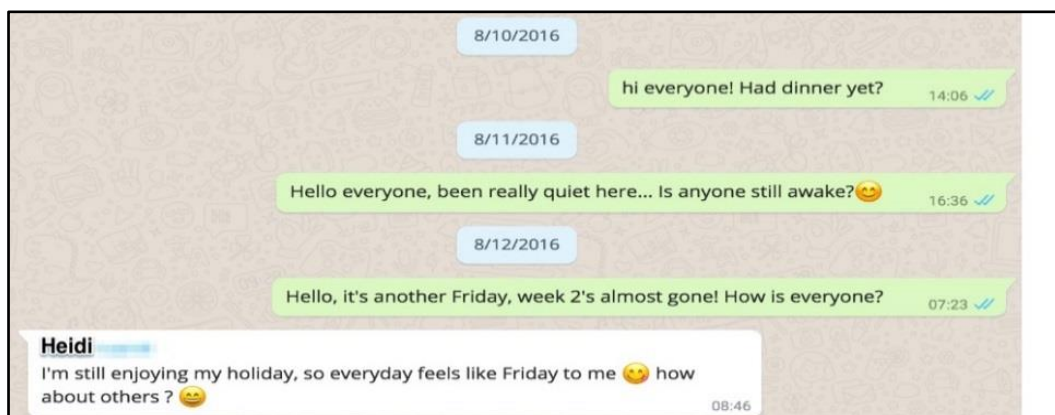 8/10/2016
hi everyone! Had dinner yet?
14:06
8/11/2016
Hello everyone, been really quiet here... Is anyone still awake?😊
16:36
8/12/2016
Hello, it's another Friday, week 2's almost gone! How is everyone?
07:23
Heidi
I'm still enjoying my holiday, so everyday feels like Friday to me 😋 how
about others ? 😄
08:46